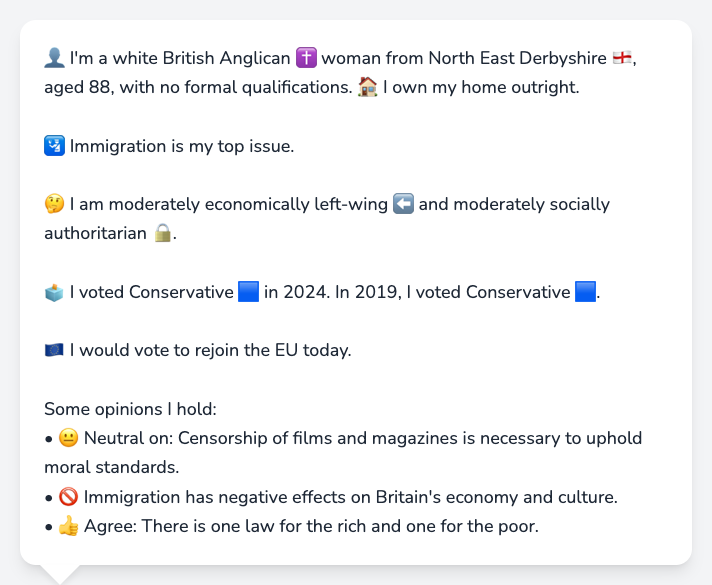 👤 I'm a white British Anglican ✝️ woman from North East Derbyshire 🏴󠁧󠁢󠁥󠁮󠁧󠁿,
aged 88, with no formal qualifications. 🏠 I own my home outright.
🛂 Immigration is my top issue.
🤔 I am moderately economically left-wing ⬅️ and moderately socially
authoritarian 🔒.
🗳️ I voted Conservative 🟦 in 2024. In 2019, I voted Conservative 🟦.
🇪🇺 I would vote to rejoin the EU today.
Some opinions I hold:
• 😐 Neutral on: Censorship of films and magazines is necessary to uphold
moral standards.
• 🚫 Immigration has negative effects on Britain's economy and culture.
• 👍 Agree: There is one law for the rich and one for the poor.